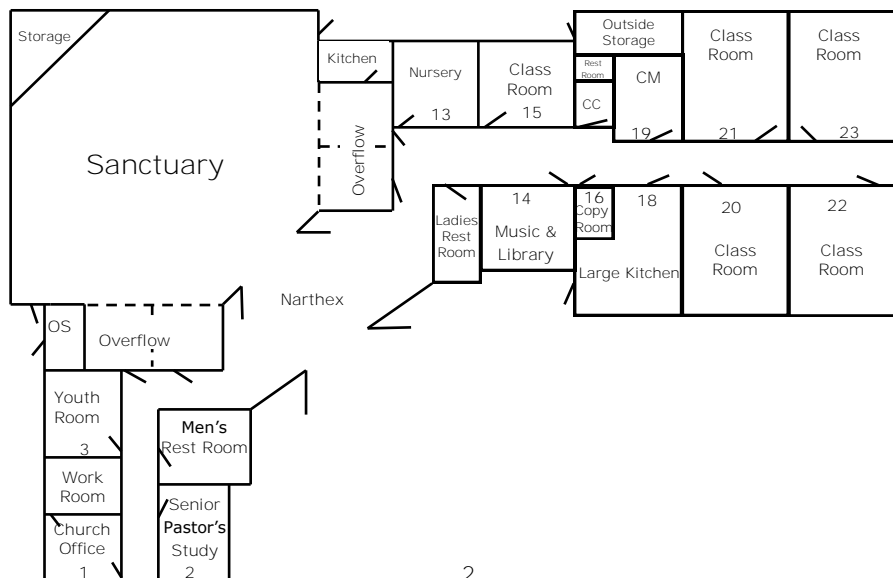 Storage
Sanctuary
Kitchen
Nursery
13
Class
Room
15
Outside
Storage
Rest
Room
CC
CM
19
Class
Room
21
Class
Room
23
Overflow
Ladies
Rest
Room
14
Music &
Library
16
Copy
Room
18
Large Kitchen
20
Class
Room
22
Class
Room
Narthex
OS
Overflow
Youth
Room
3
Men's
Rest Room
Work
Room
Church
Office
1
Senior
Pastor's
Study
2
2